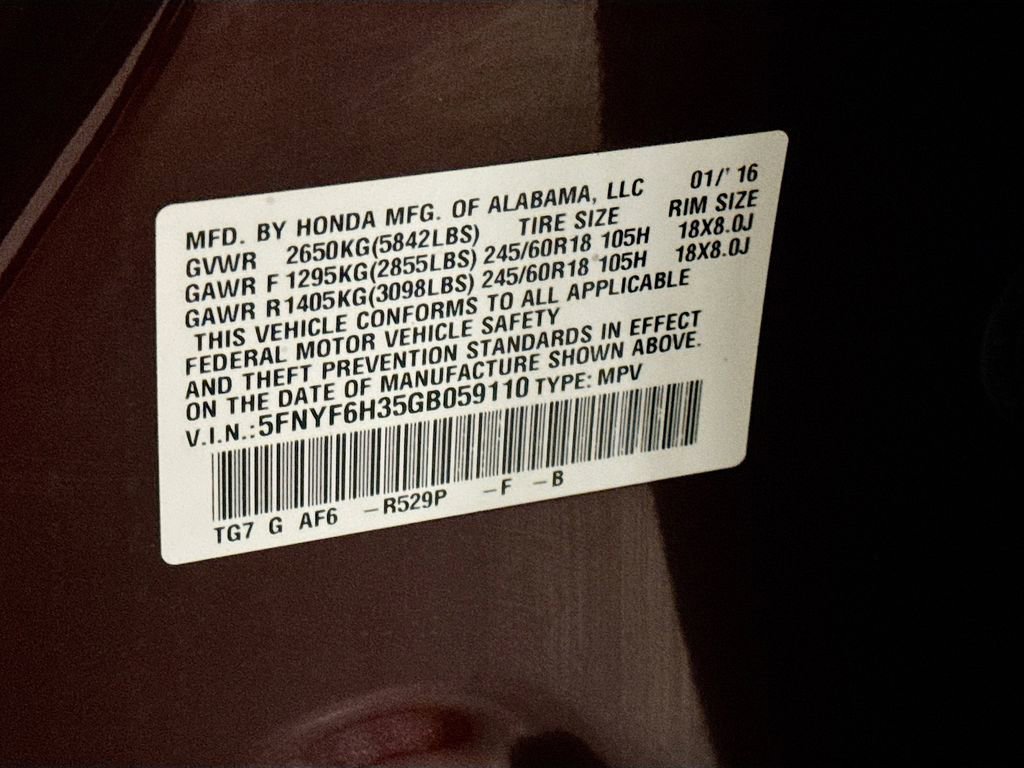 MFD. BY HONDA MFG. OF ALABAMA, LLC 01/' 16
GVWR 2650KG(5842LBS) TIRE SIZE RIM SIZE
GAWR F 1295KG(2855LBS) 245/60R18 105H 18X8.0J
GAWR R 1405KG(3098LBS) 245/60R18 105H 18X8.0J
THIS VEHICLE CONFORMS TO ALL APPLICABLE
FEDERAL MOTOR VEHICLE SAFETY
AND THEFT PREVENTION STANDARDS IN EFFECT
ON THE DATE OF MANUFACTURE SHOWN ABOVE.
V.I.N.: 5FNYF6H35GB059110 TYPE: MPV
TG7 G AF6 –R529P –F –B